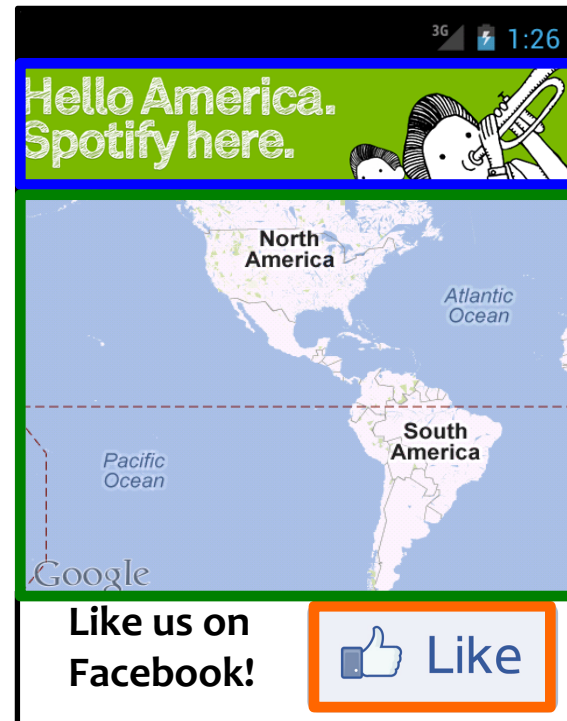 3G 1:26
Hello America.
Spotify here.
North
America
Atlantic
Ocean
South
America
Pacific
Ocean
Google
Like us on
Facebook!
Like